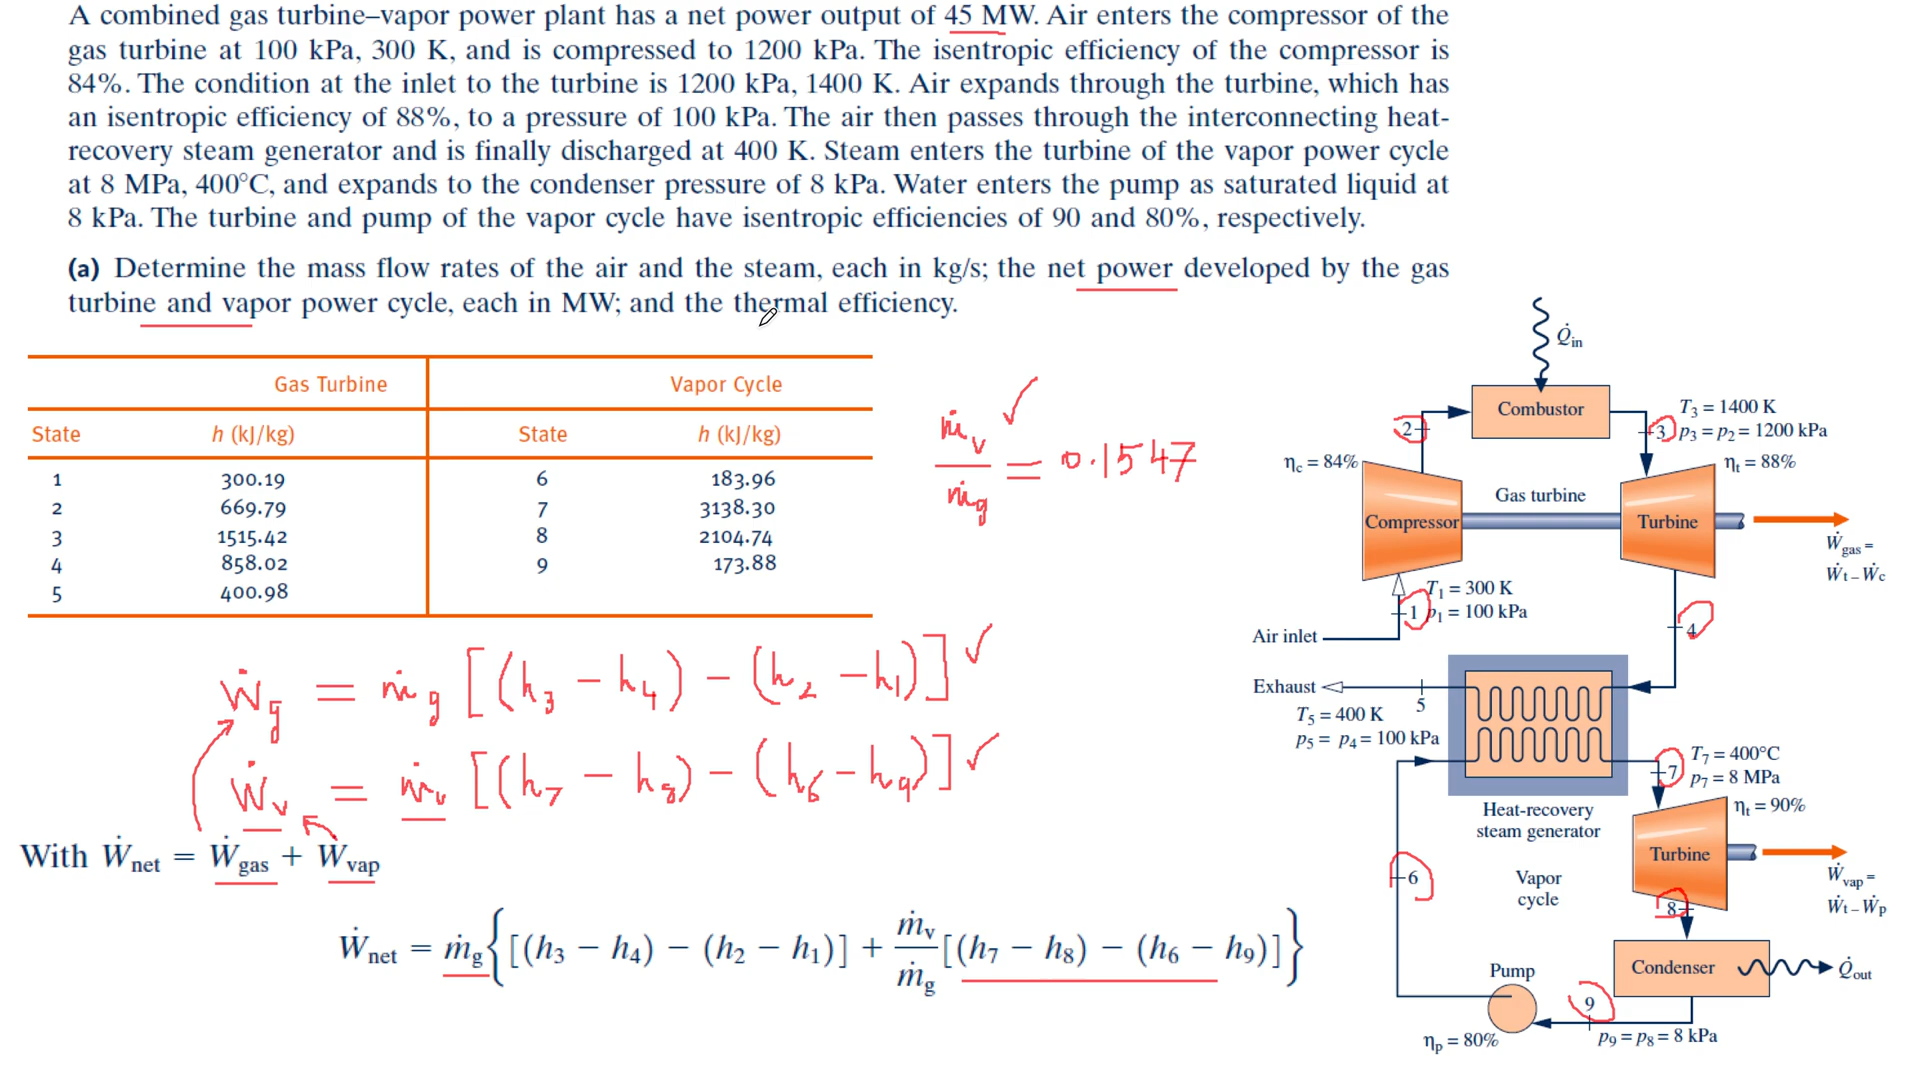 A combined gas turbine–vapor power plant has a net power output of 45 MW. Air enters the compressor of the
gas turbine at 100 kPa, 300 K, and is compressed to 1200 kPa. The isentropic efficiency of the compressor is
84%. The condition at the inlet to the turbine is 1200 kPa, 1400 K. Air expands through the turbine, which has
an isentropic efficiency of 88%, to a pressure of 100 kPa. The air then passes through the interconnecting heat-
recovery steam generator and is finally discharged at 400 K. Steam enters the turbine of the vapor power cycle
at 8 MPa, 400°C, and expands to the condenser pressure of 8 kPa. Water enters the pump as saturated liquid at
8 kPa. The turbine and pump of the vapor cycle have isentropic efficiencies of 90 and 80%, respectively.
(a) Determine the mass flow rates of the air and the steam, each in kg/s; the net power developed by the gas
turbine and vapor power cycle, each in MW; and the thermal efficiency.
Gas Turbine Vapor Cycle
State h (kJ/kg) State h (kJ/kg)
1 300.19 6 183.96
2 669.79 7 3138.30
3 1515.42 8 2104.74
4 858.02 9 173.88
5 400.98
ṁv/ṁg = 0.1547 ✓
Ẇg = ṁg [(h3 − h4) − (h2 − h1)] ✓
Ẇv = ṁv [(h7 − h8) − (h6 − h9)] ✓
With Ẇnet = Ẇgas + Ẇvap
Ẇnet = ṁg{[(h3 − h4) − (h2 − h1)] + ṁv/ṁg [(h7 − h8) − (h6 − h9)]}
Q̇in
Combustor
T3 = 1400 K
p3 = p2 = 1200 kPa
2
3
ηc = 84%
ηt = 88%
Gas turbine
Compressor
Turbine
Ẇgas =
Ẇt – Ẇc
T1 = 300 K
p1 = 100 kPa
1
Air inlet
4
Exhaust
5
T5 = 400 K
p5 = p4 = 100 kPa
T7 = 400°C
p7 = 8 MPa
7
Heat-recovery
steam generator
ηt = 90%
Turbine
6
Vapor
cycle
Ẇvap =
Ẇt – Ẇp
8
Condenser
Q̇out
Pump
9
ηp = 80%
p9 = p8 = 8 kPa